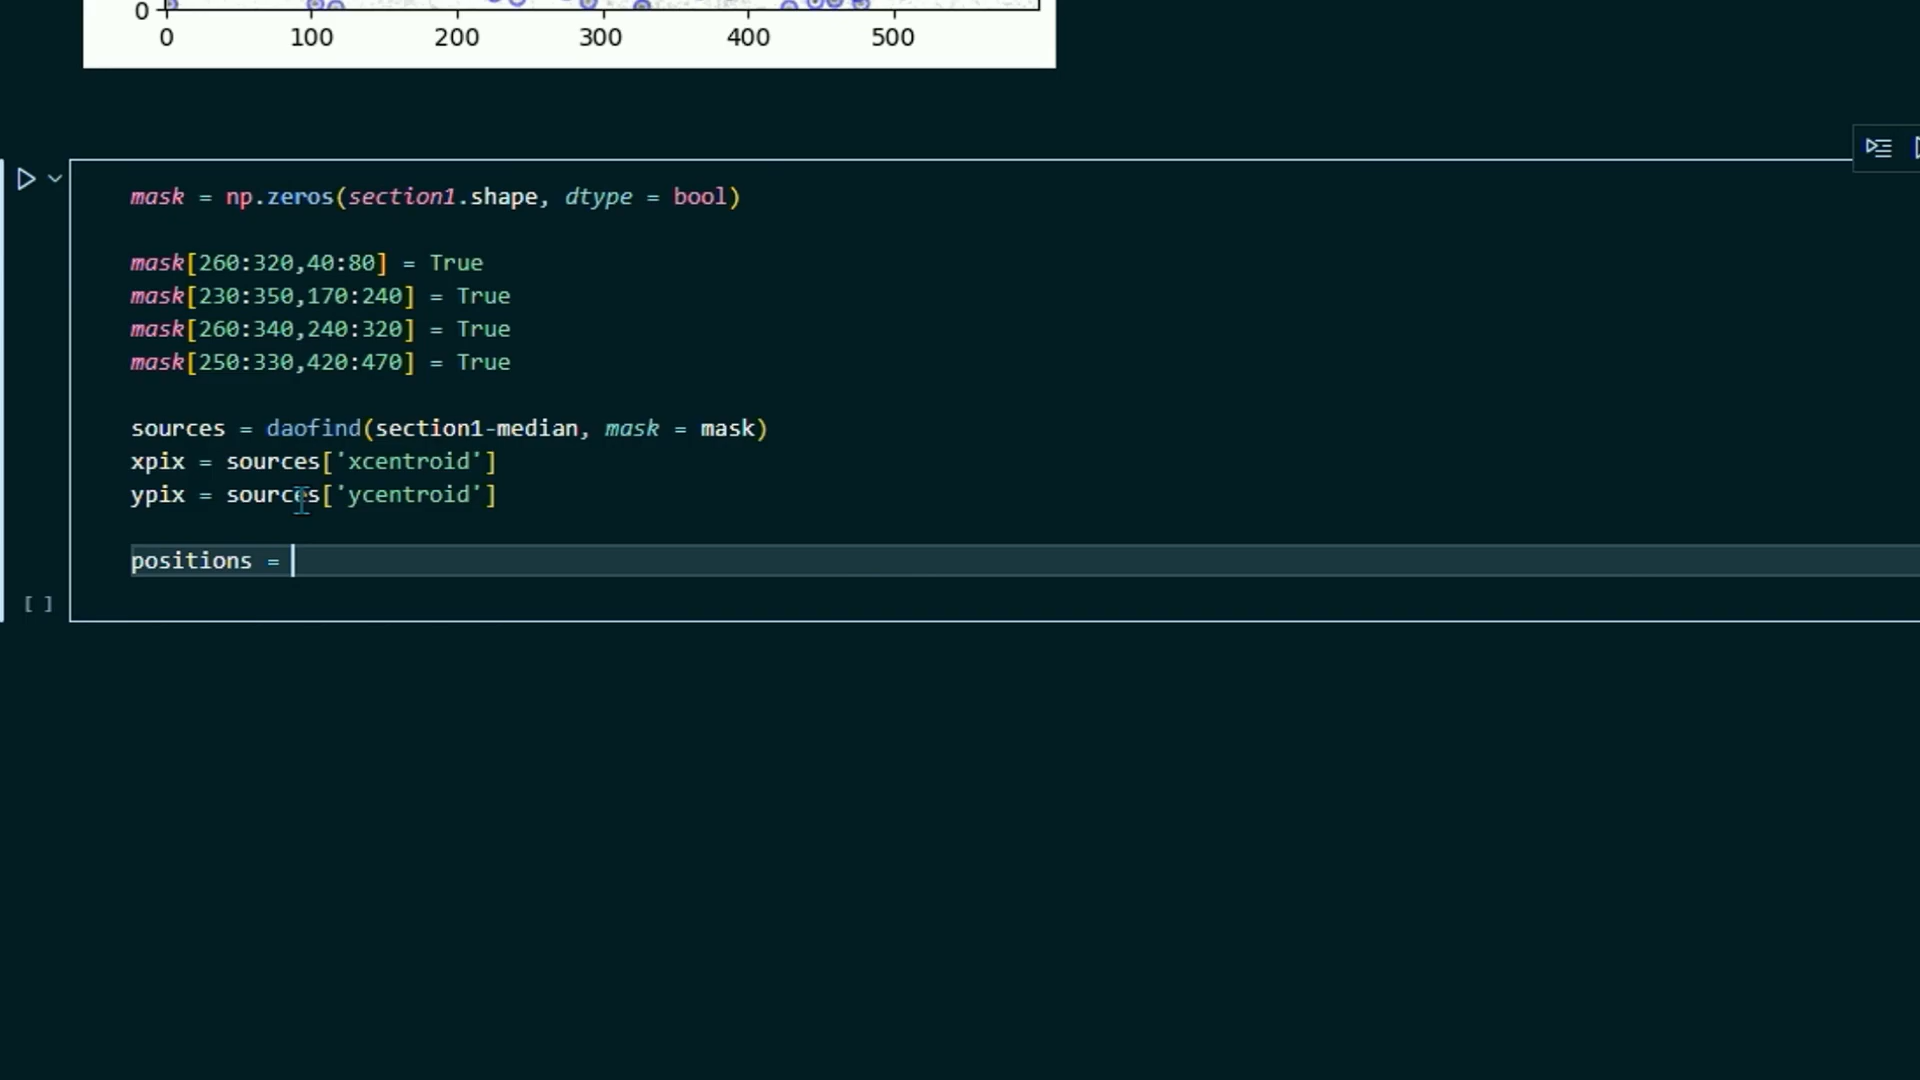 0
0 100 200 300 400 500
mask = np.zeros(section1.shape, dtype = bool)
mask[260:320,40:80] = True
mask[230:350,170:240] = True
mask[260:340,240:320] = True
mask[250:330,420:470] = True
sources = daofind(section1-median, mask = mask)
xpix = sources['xcentroid']
ypix = sources['ycentroid']
positions =
[ ]